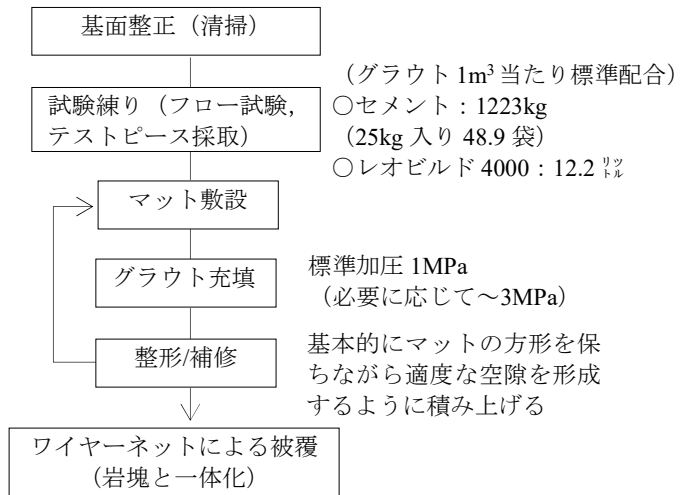 基面整正（清掃）
試験練り（フロー試験，
テストピース採取）
（グラウト 1m³ 当たり標準配合）
○セメント：1223kg
（25kg 入り 48.9 袋）
○レオビルド 4000：12.2 リットル
マット敷設
グラウト充填
標準加圧 1MPa
（必要に応じて～3MPa）
整形/補修
基本的にマットの方形を保
ちながら適度な空隙を形成
するように積み上げる
ワイヤーネットによる被覆
（岩塊と一体化）